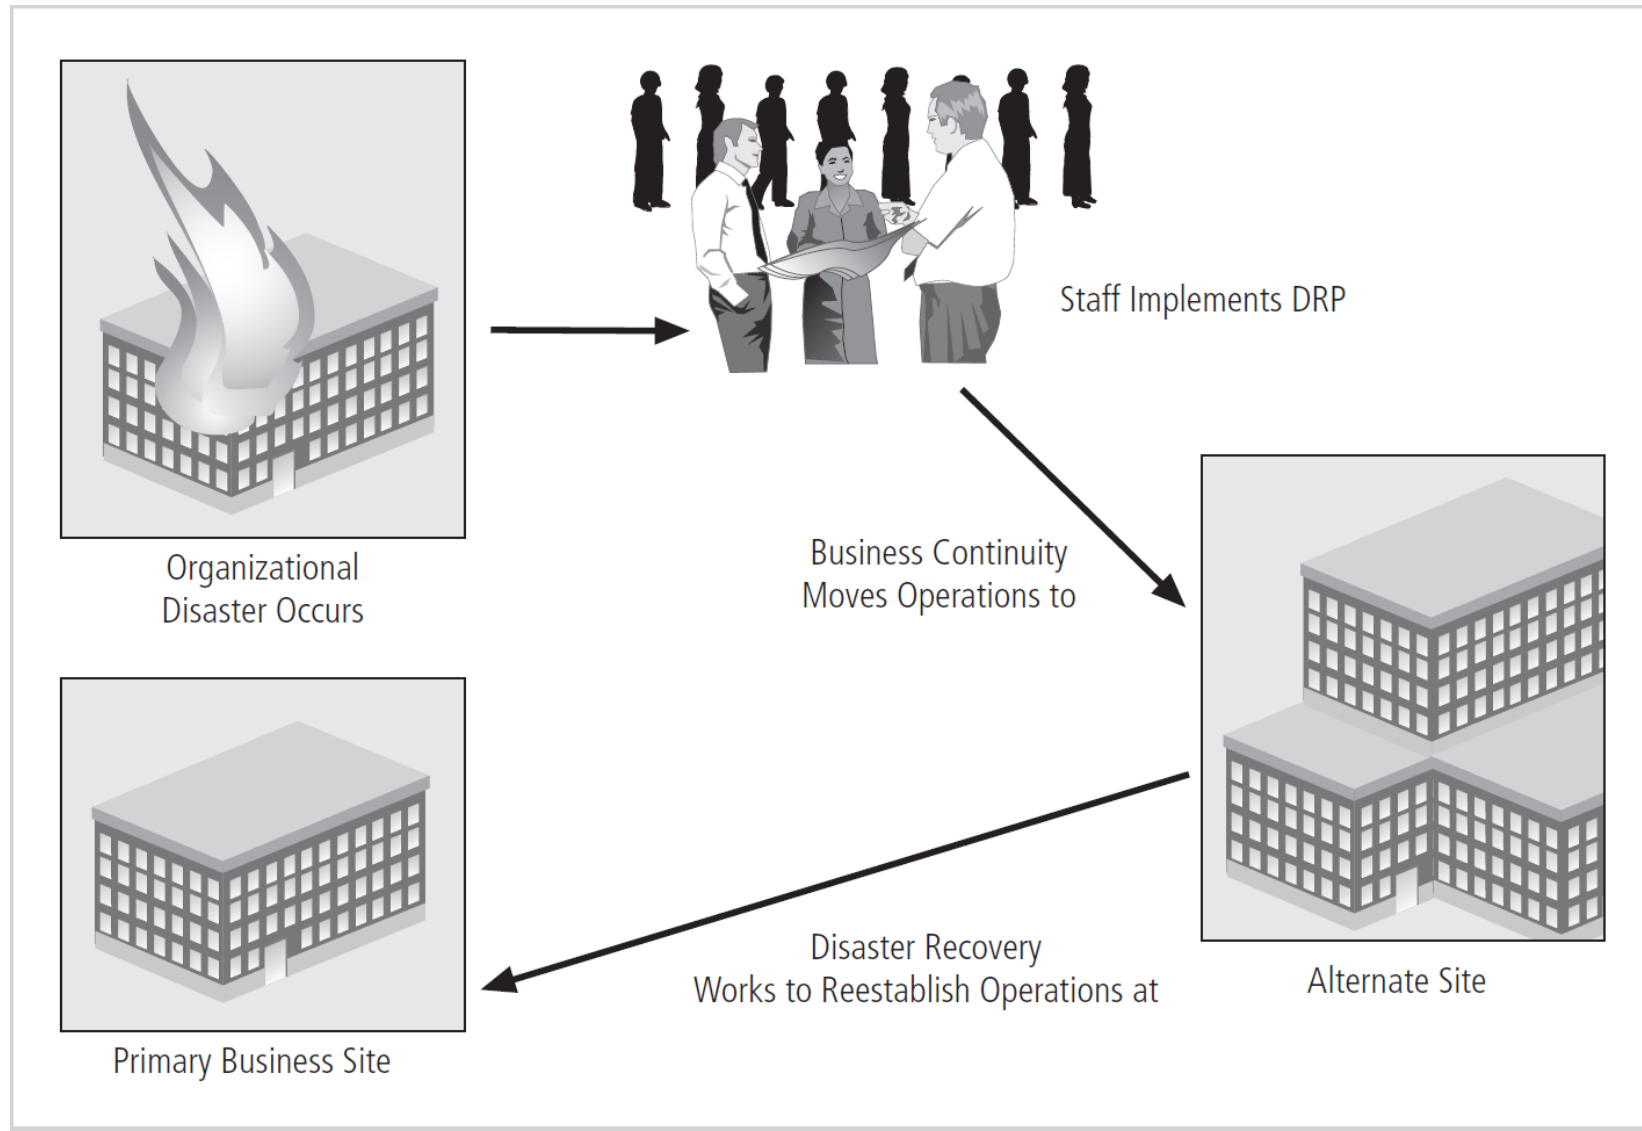 Staff Implements DRP
Organizational
Disaster Occurs
Business Continuity
Moves Operations to
Alternate Site
Disaster Recovery
Works to Reestablish Operations at
Primary Business Site